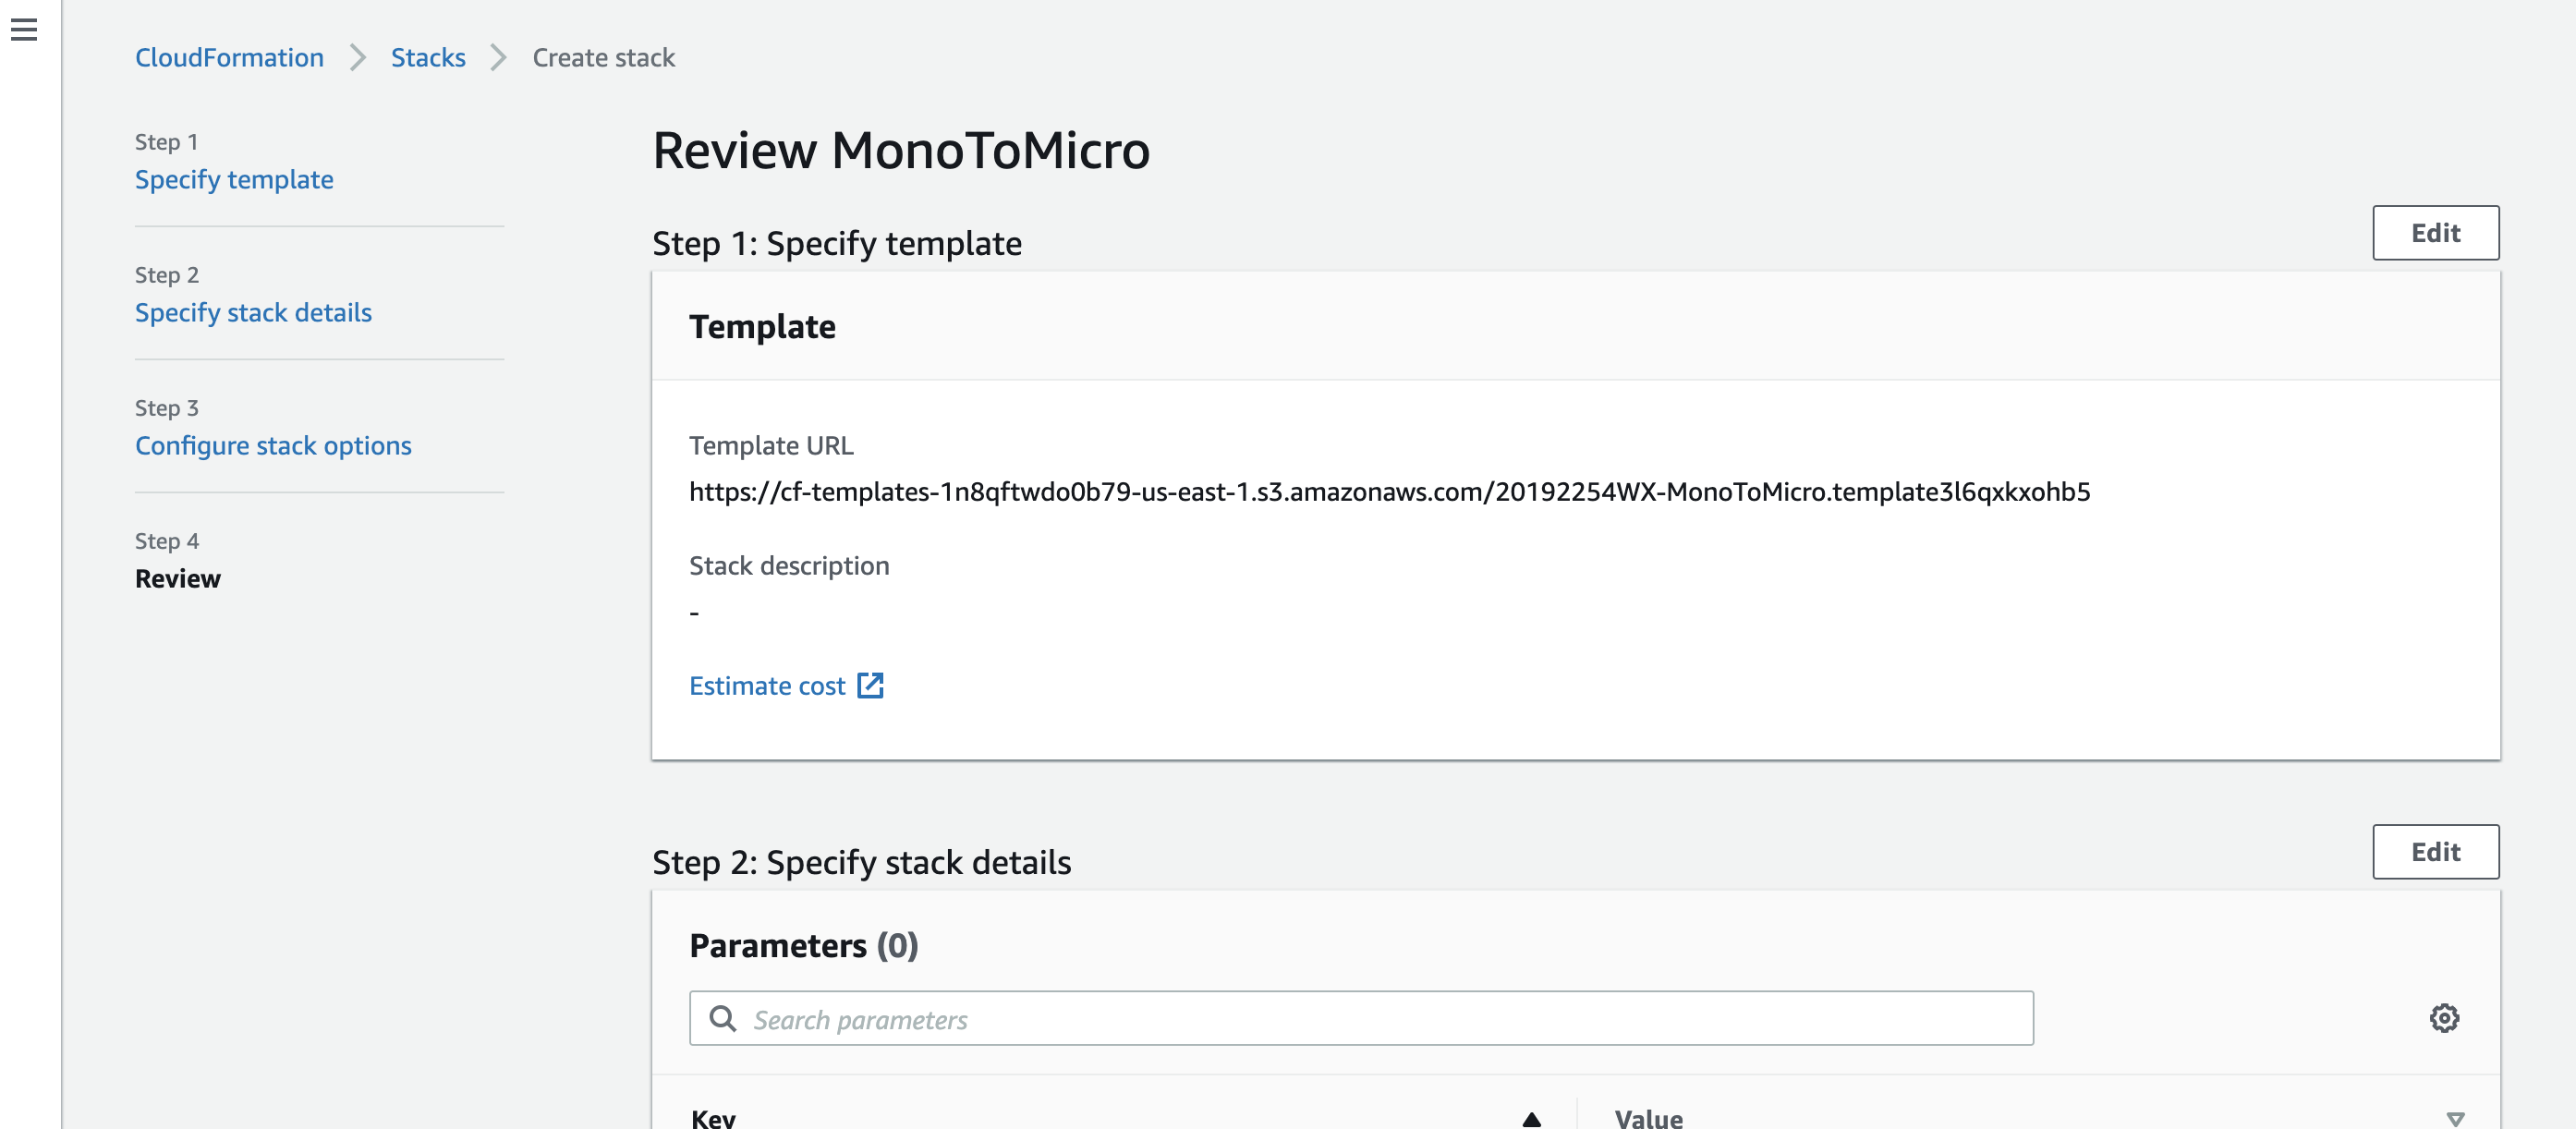 CloudFormation > Stacks > Create stack
Step 1
Specify template
Step 2
Specify stack details
Step 3
Configure stack options
Step 4
Review
Review MonoToMicro
Step 1: Specify template
Edit
Template
Template URL
https://cf-templates-1n8qftwdo0b79-us-east-1.s3.amazonaws.com/20192254WX-MonoToMicro.template3l6qxkxohb5
Stack description
-
Estimate cost
Step 2: Specify stack details
Edit
Parameters (0)
Search parameters
Key
Value